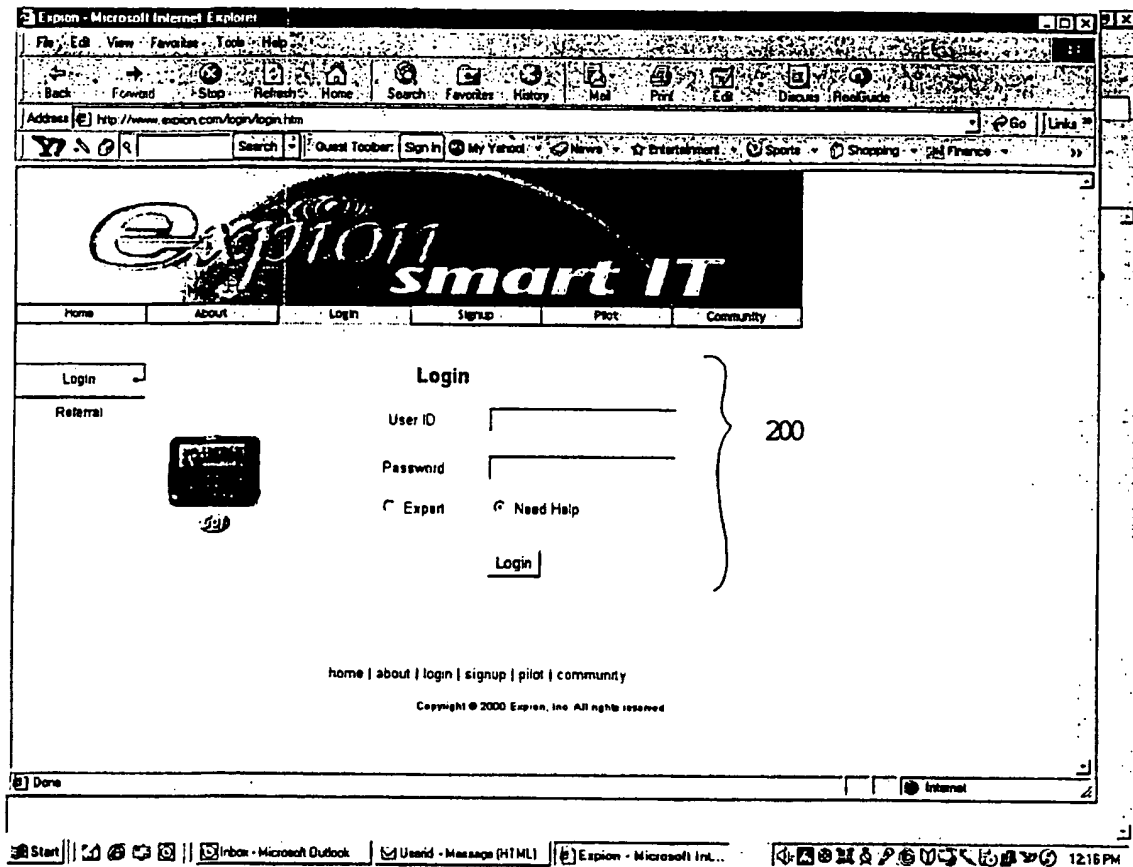 Expion - Microsoft Internet Explorer
File Edit View Favorites Tools Help
Back Forward Stop Refresh Home Search Favorites History Mail Print Edit Discuss RealGuide
Address http://www.expion.com/login/login.htm Go Links »
Y? Search Guest Toolbar: Sign In My Yahoo! News Entertainment Sports Shopping Finance »
expion
smart IT
Home About Login Signup Pilot Community
Login
Referral
Login
User ID
Password
Expert Need Help
Login
Go!
200
home | about | login | signup | pilot | community
Copyright © 2000 Expion, Inc. All rights reserved
Done Internet
Start Inbox - Microsoft Outlook Userid - Message (HTML) Expion - Microsoft Int... 12:16 PM